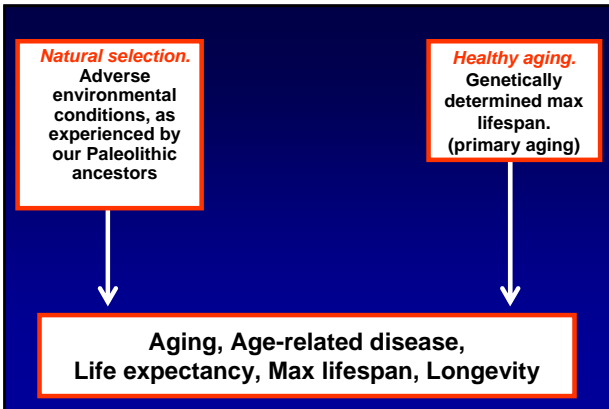 Natural selection.
Adverse
environmental
conditions, as
experienced by
our Paleolithic
ancestors
Healthy aging.
Genetically
determined max
lifespan.
(primary aging)
Aging, Age-related disease,
Life expectancy, Max lifespan, Longevity